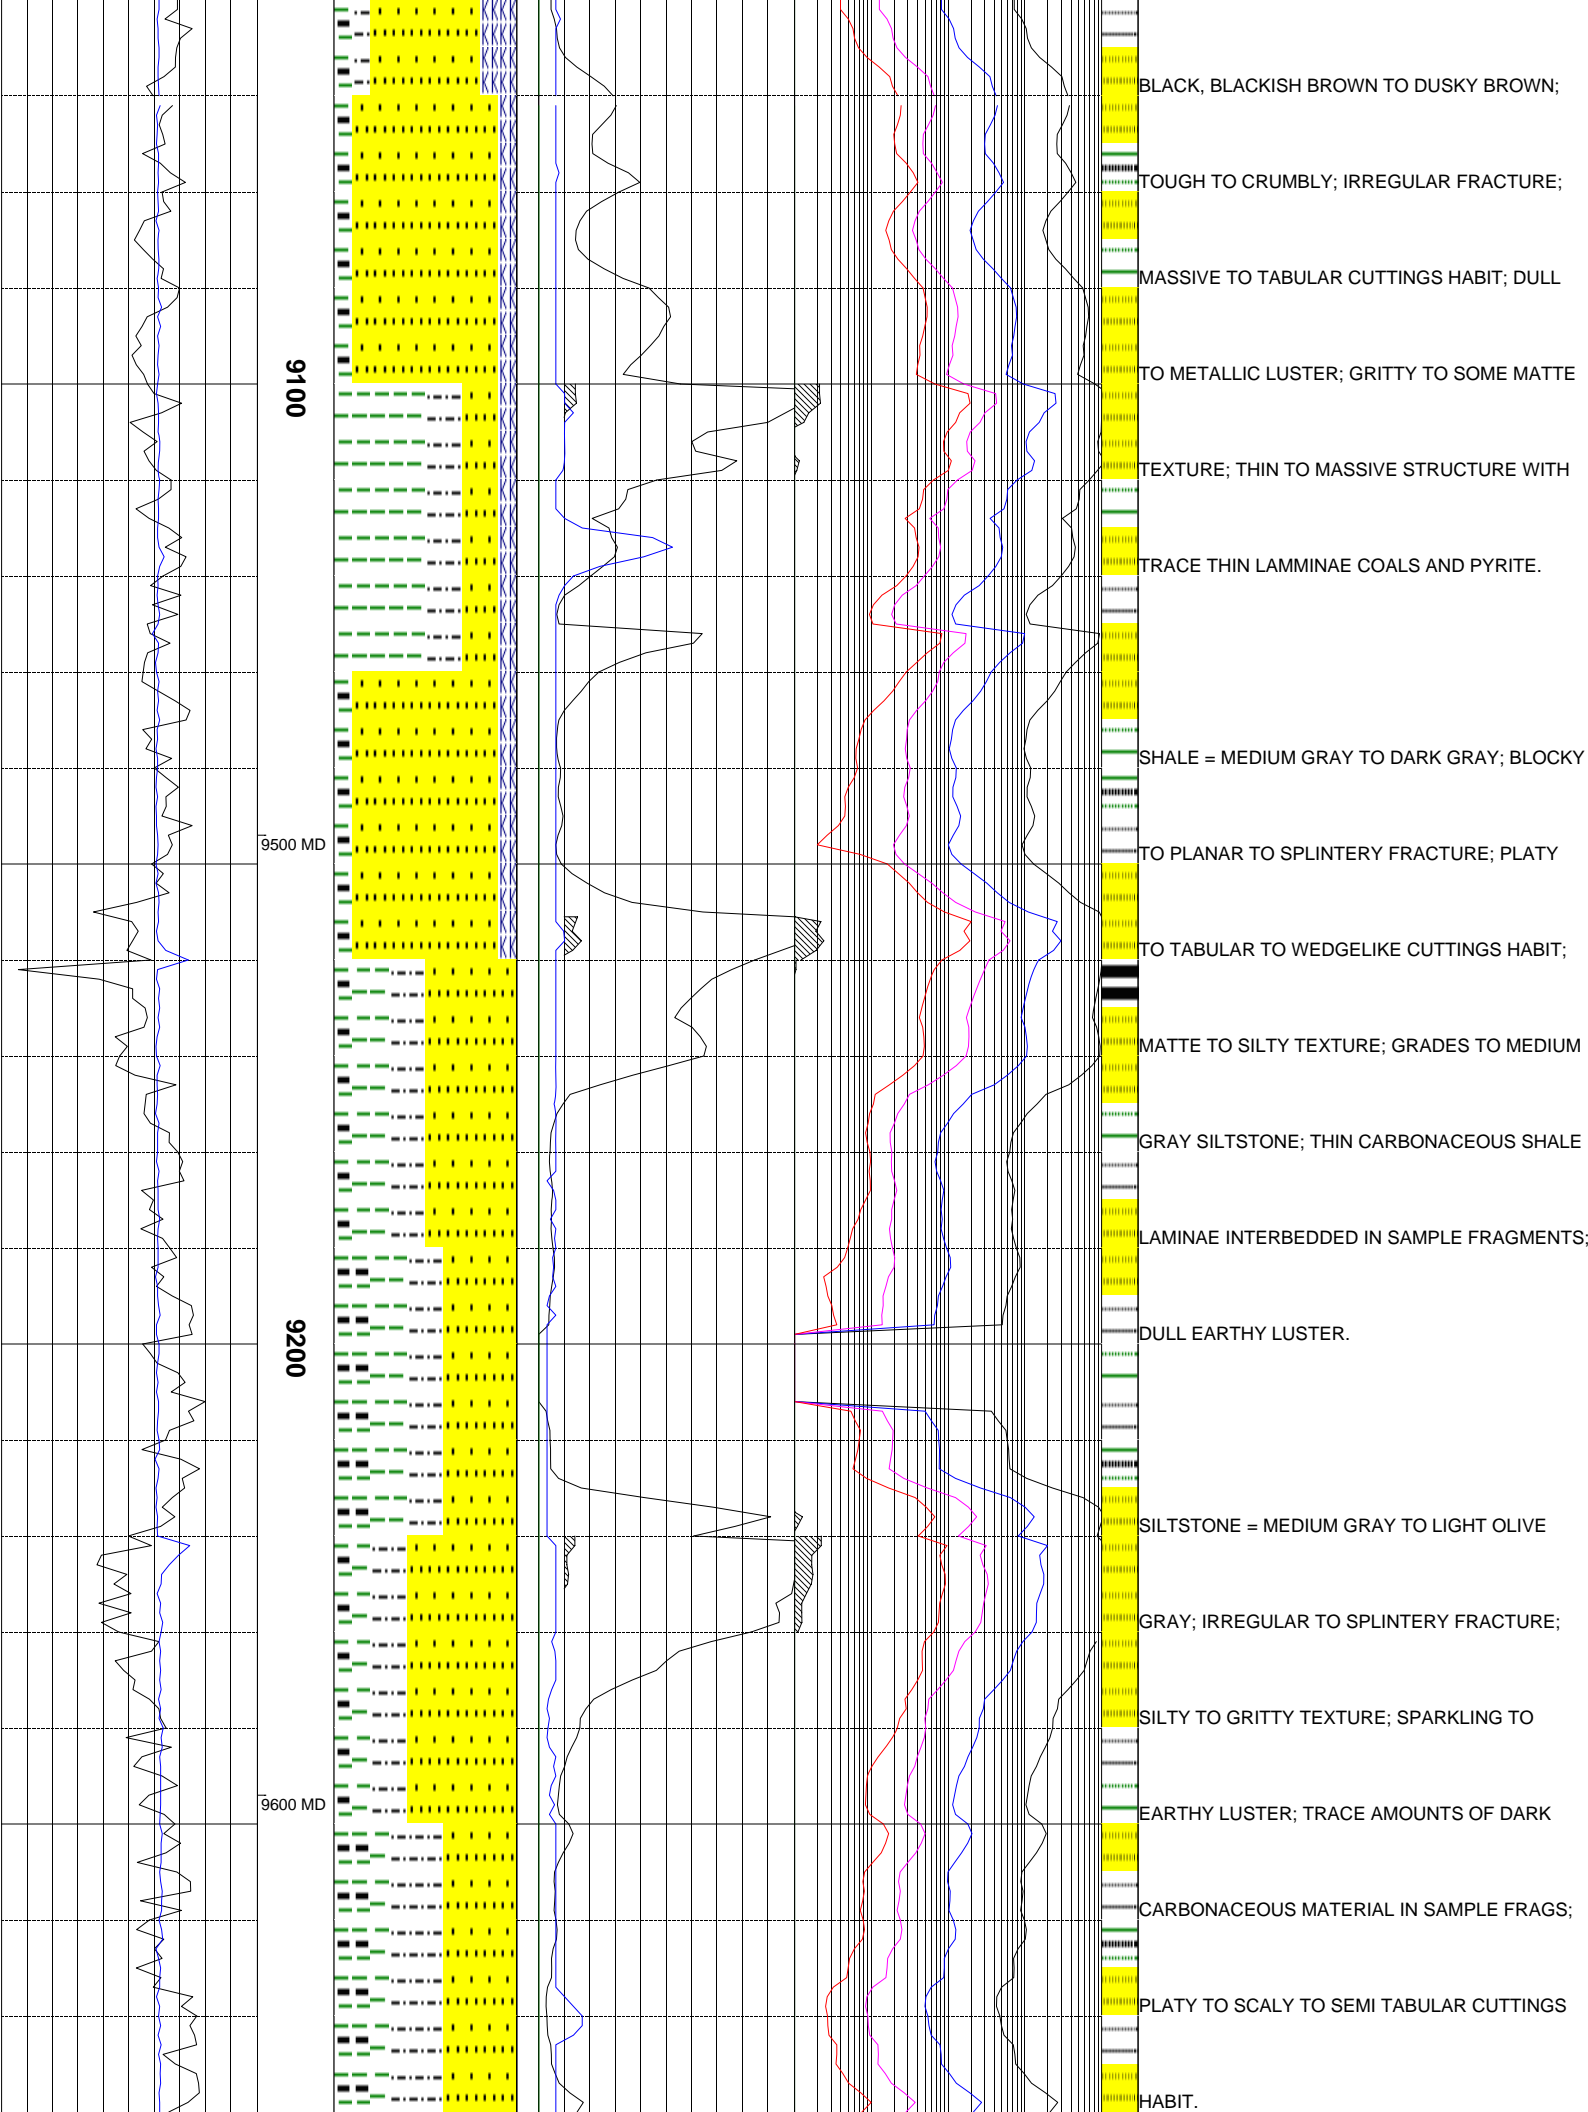 BLACK, BLACKISH BROWN TO DUSKY BROWN;
TOUGH TO CRUMBLY; IRREGULAR FRACTURE;
MASSIVE TO TABULAR CUTTINGS HABIT; DULL
9100
TO METALLIC LUSTER; GRITTY TO SOME MATTE
TEXTURE; THIN TO MASSIVE STRUCTURE WITH
TRACE THIN LAMMINAE COALS AND PYRITE.
SHALE = MEDIUM GRAY TO DARK GRAY; BLOCKY
9500 MD
TO PLANAR TO SPLINTERY FRACTURE; PLATY
TO TABULAR TO WEDGELIKE CUTTINGS HABIT;
MATTE TO SILTY TEXTURE; GRADES TO MEDIUM
GRAY SILTSTONE; THIN CARBONACEOUS SHALE
LAMINAE INTERBEDDED IN SAMPLE FRAGMENTS;
9200
DULL EARTHY LUSTER.
SILTSTONE = MEDIUM GRAY TO LIGHT OLIVE
GRAY; IRREGULAR TO SPLINTERY FRACTURE;
SILTY TO GRITTY TEXTURE; SPARKLING TO
9600 MD
EARTHY LUSTER; TRACE AMOUNTS OF DARK
CARBONACEOUS MATERIAL IN SAMPLE FRAGS;
PLATY TO SCALY TO SEMI TABULAR CUTTINGS
HABIT.